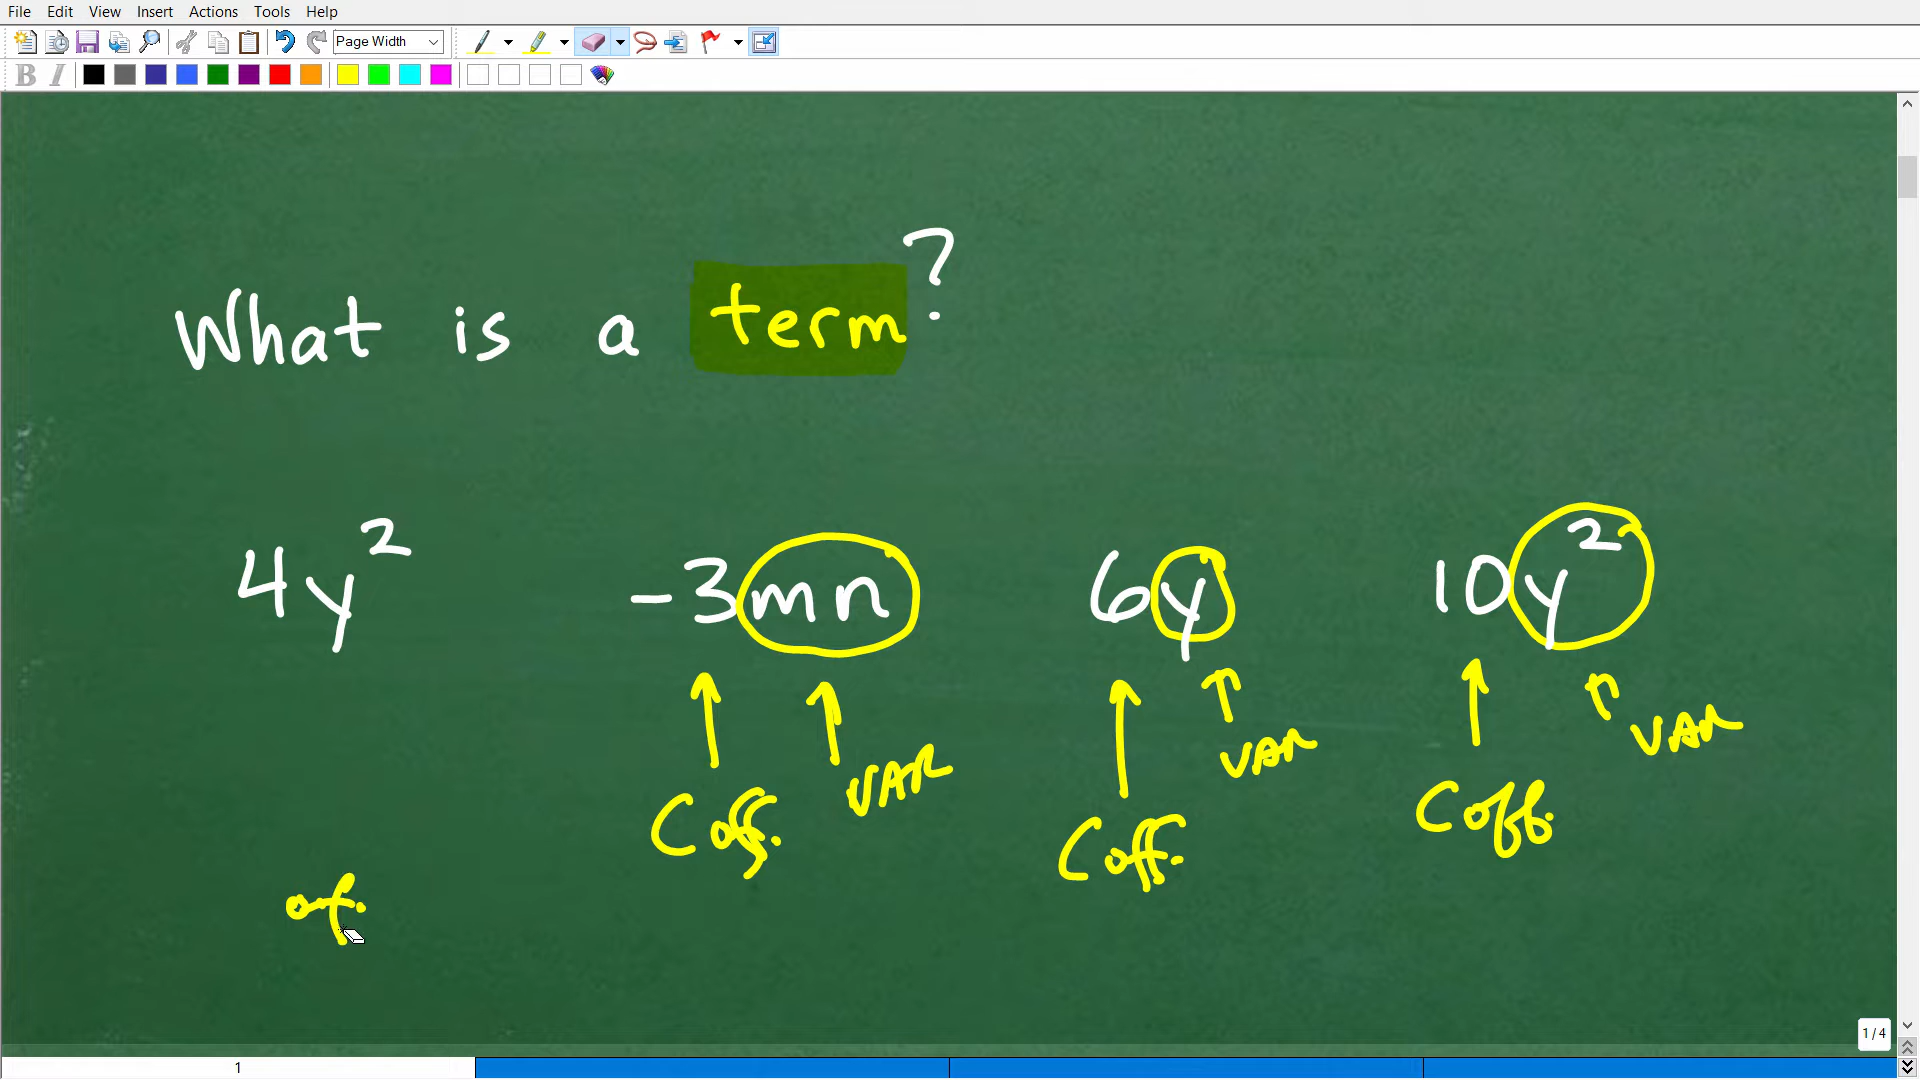 File Edit View Insert Actions Tools Help
Page Width
B I
What is a term?
4y² -3mn 6y 10y²
Coff. VAR Coff. VAR Coff. VAR
1/4
1